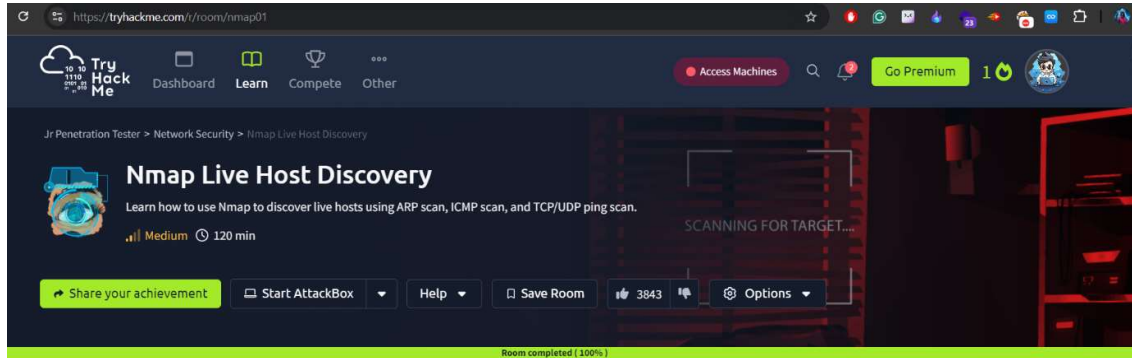 https://tryhackme.com/r/room/nmap01
23
Try
Hack
Me
Dashboard
Learn
Compete
Other
Access Machines
2
Go Premium
1
Jr Penetration Tester > Network Security > Nmap Live Host Discovery
Nmap Live Host Discovery
Learn how to use Nmap to discover live hosts using ARP scan, ICMP scan, and TCP/UDP ping scan.
Medium 120 min
SCANNING FOR TARGET....
Share your achievement
Start AttackBox
Help
Save Room
3843
Options
Room completed ( 100% )